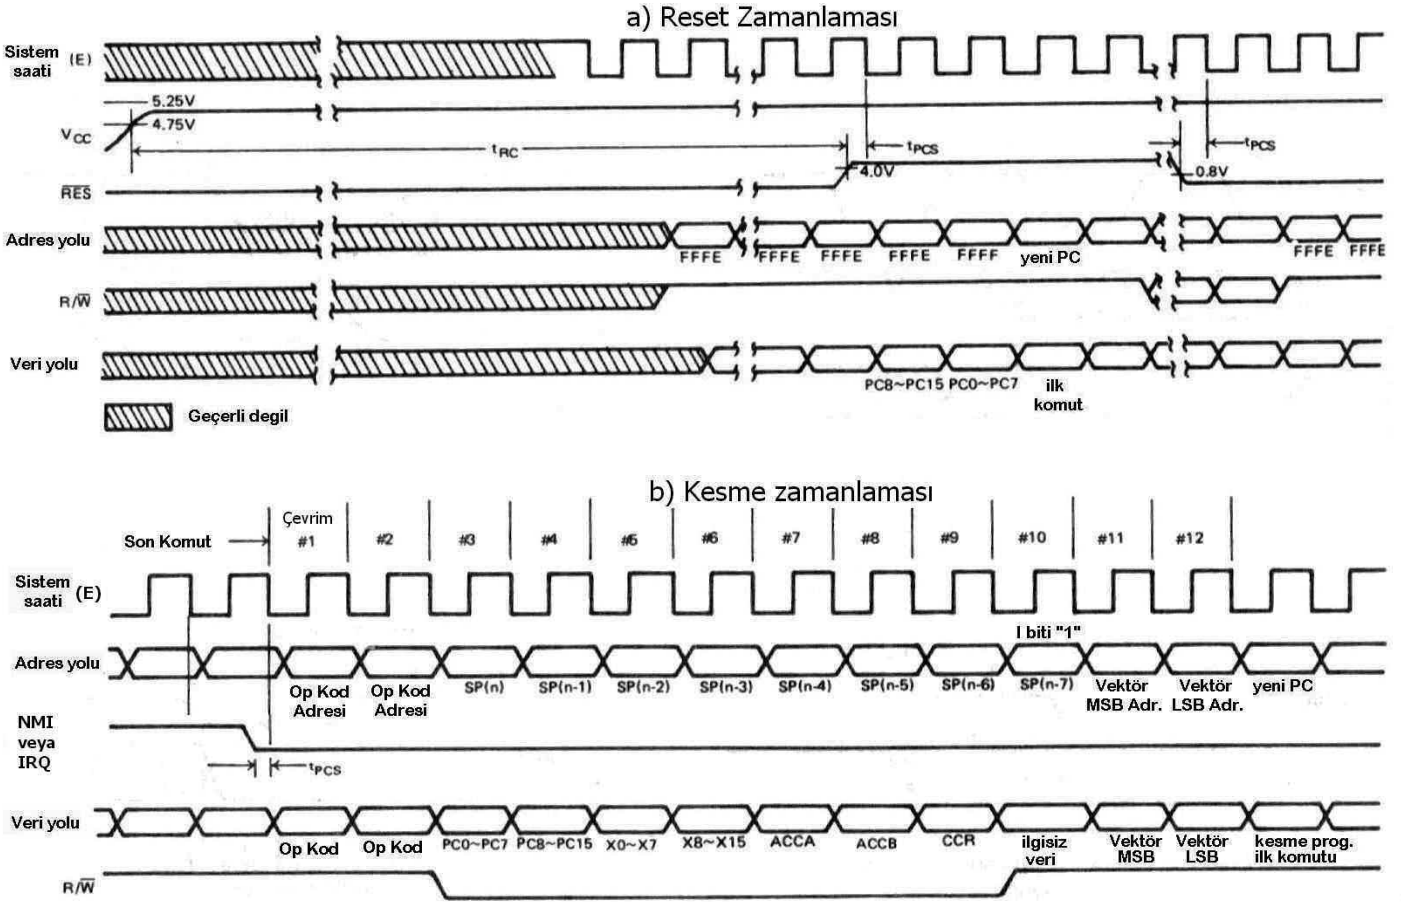 a) Reset Zamanlaması
Sistem saati (E)
5.25V
4.75V
VCC
tRC
tPCS
tPCS
4.0V
0.8V
RES
Adres yolu
FFFE FFFE FFFE FFFE FFFF yeni PC FFFE FFFE
R/W
Veri yolu
PC8~PC15 PC0~PC7 ilk komut
Geçerli degil
b) Kesme zamanlaması
Çevrim
Son Komut #1 #2 #3 #4 #5 #6 #7 #8 #9 #10 #11 #12
Sistem saati (E)
I biti "1"
Adres yolu
Op Kod Adresi Op Kod Adresi SP(n) SP(n-1) SP(n-2) SP(n-3) SP(n-4) SP(n-5) SP(n-6) SP(n-7) Vektör MSB Adr. Vektör LSB Adr. yeni PC
NMI veya IRQ
tPCS
Veri yolu
Op Kod Op Kod PC0~PC7 PC8~PC15 X0~X7 X8~X15 ACCA ACCB CCR ilgisiz veri Vektör MSB Vektör LSB kesme prog. ilk komutu
R/W